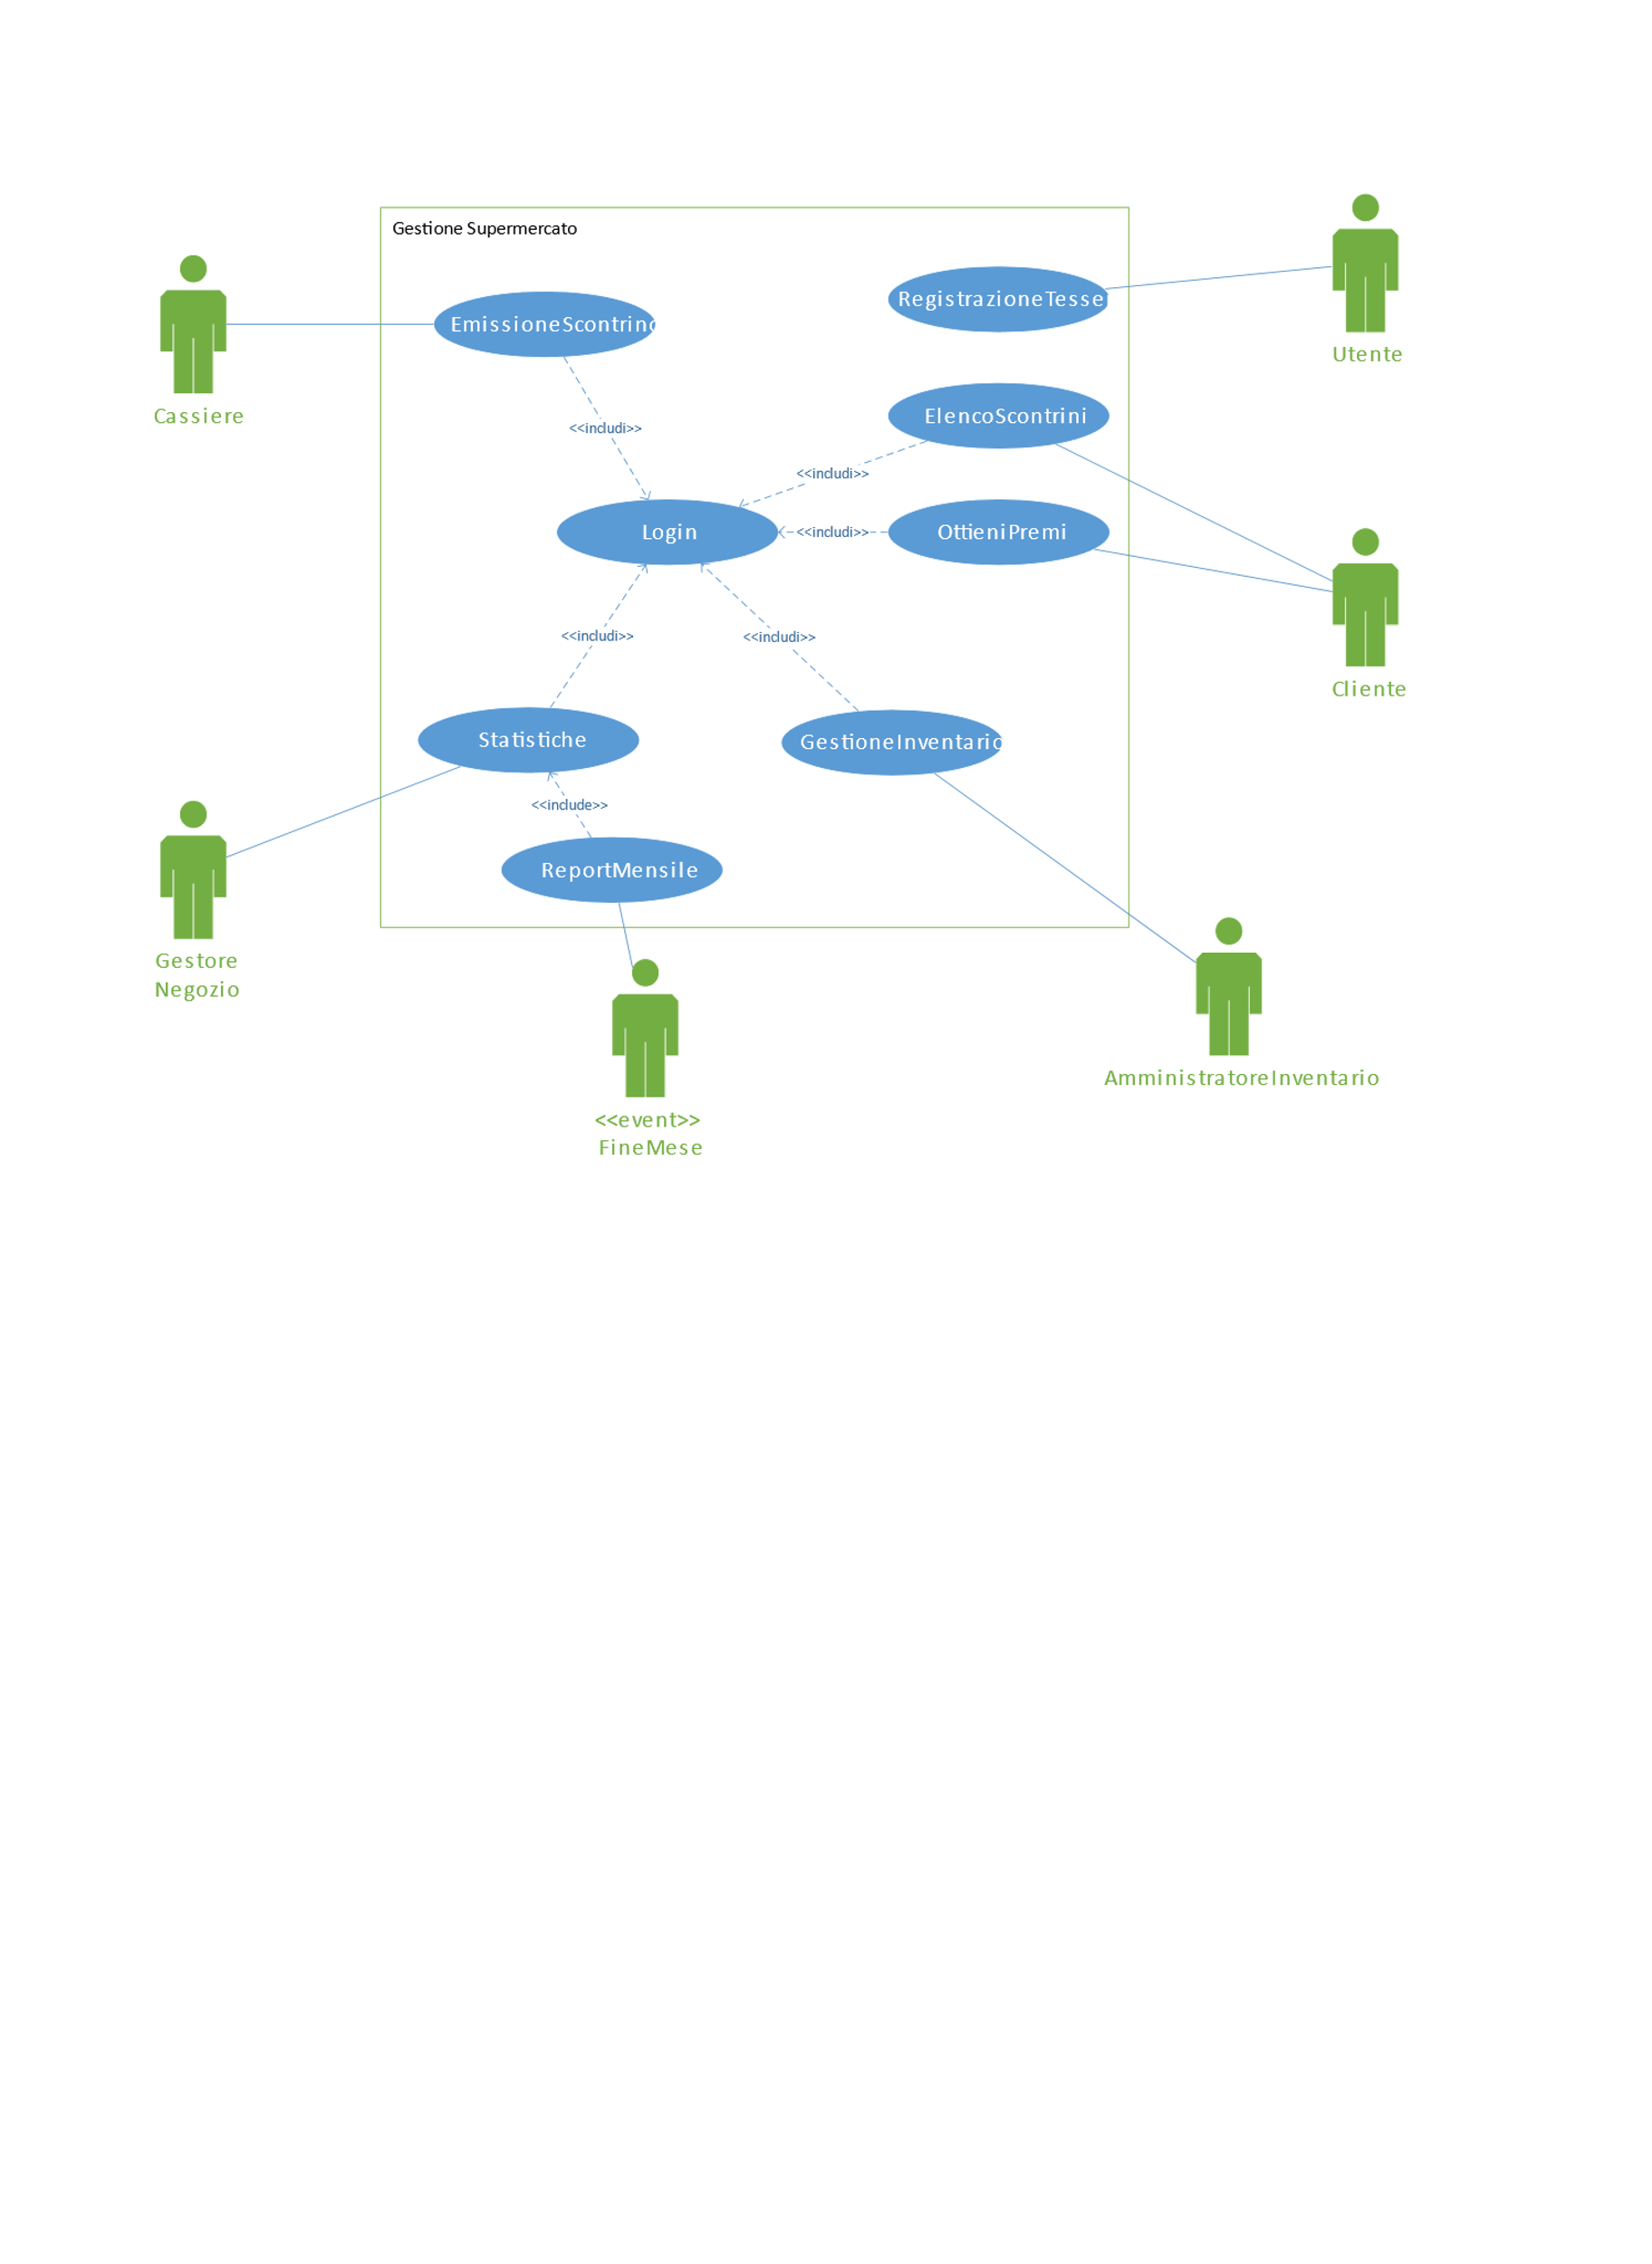 Gestione Supermercato
EmissioneScontrino
RegistrazioneTesse
Utente
Cassiere
ElencoScontrini
<<includi>>
<<includi>>
Login
<<includi>>
OttieniPremi
<<includi>>
<<includi>>
Cliente
Statistiche
GestioneInventario
<<include>>
ReportMensile
Gestore
Negozio
AmministratoreInventario
<<event>>
FineMese